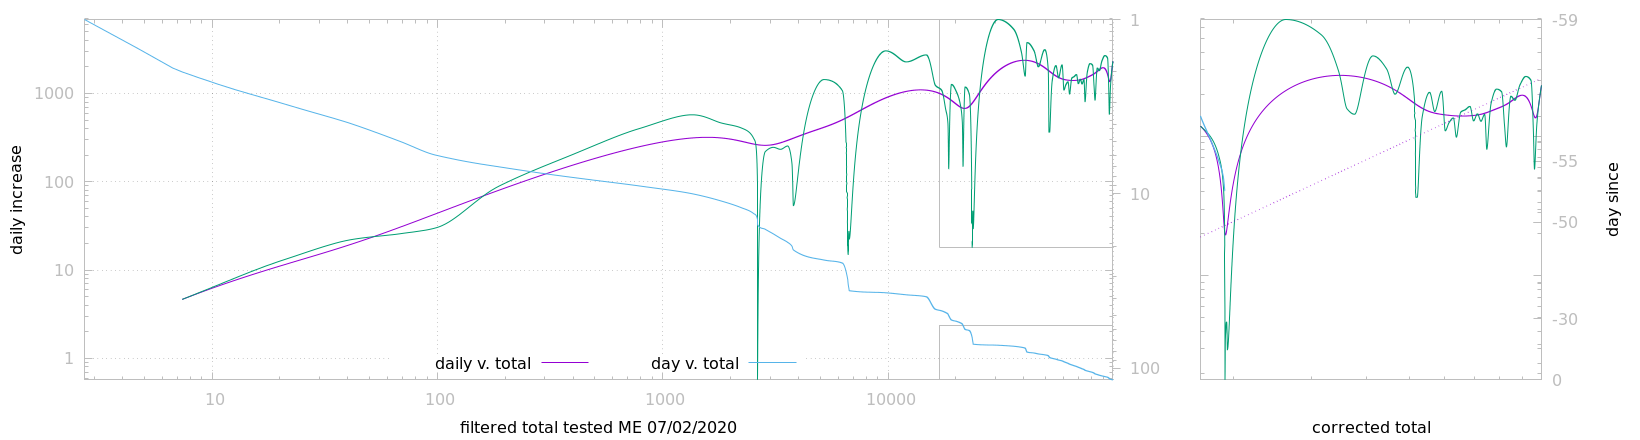 daily increase
1000
100
10
1
daily v. total
day v. total
10
100
1000
10000
filtered total tested ME 07/02/2020
1
10
100
-59
-55
-50
-30
0
day since
corrected total